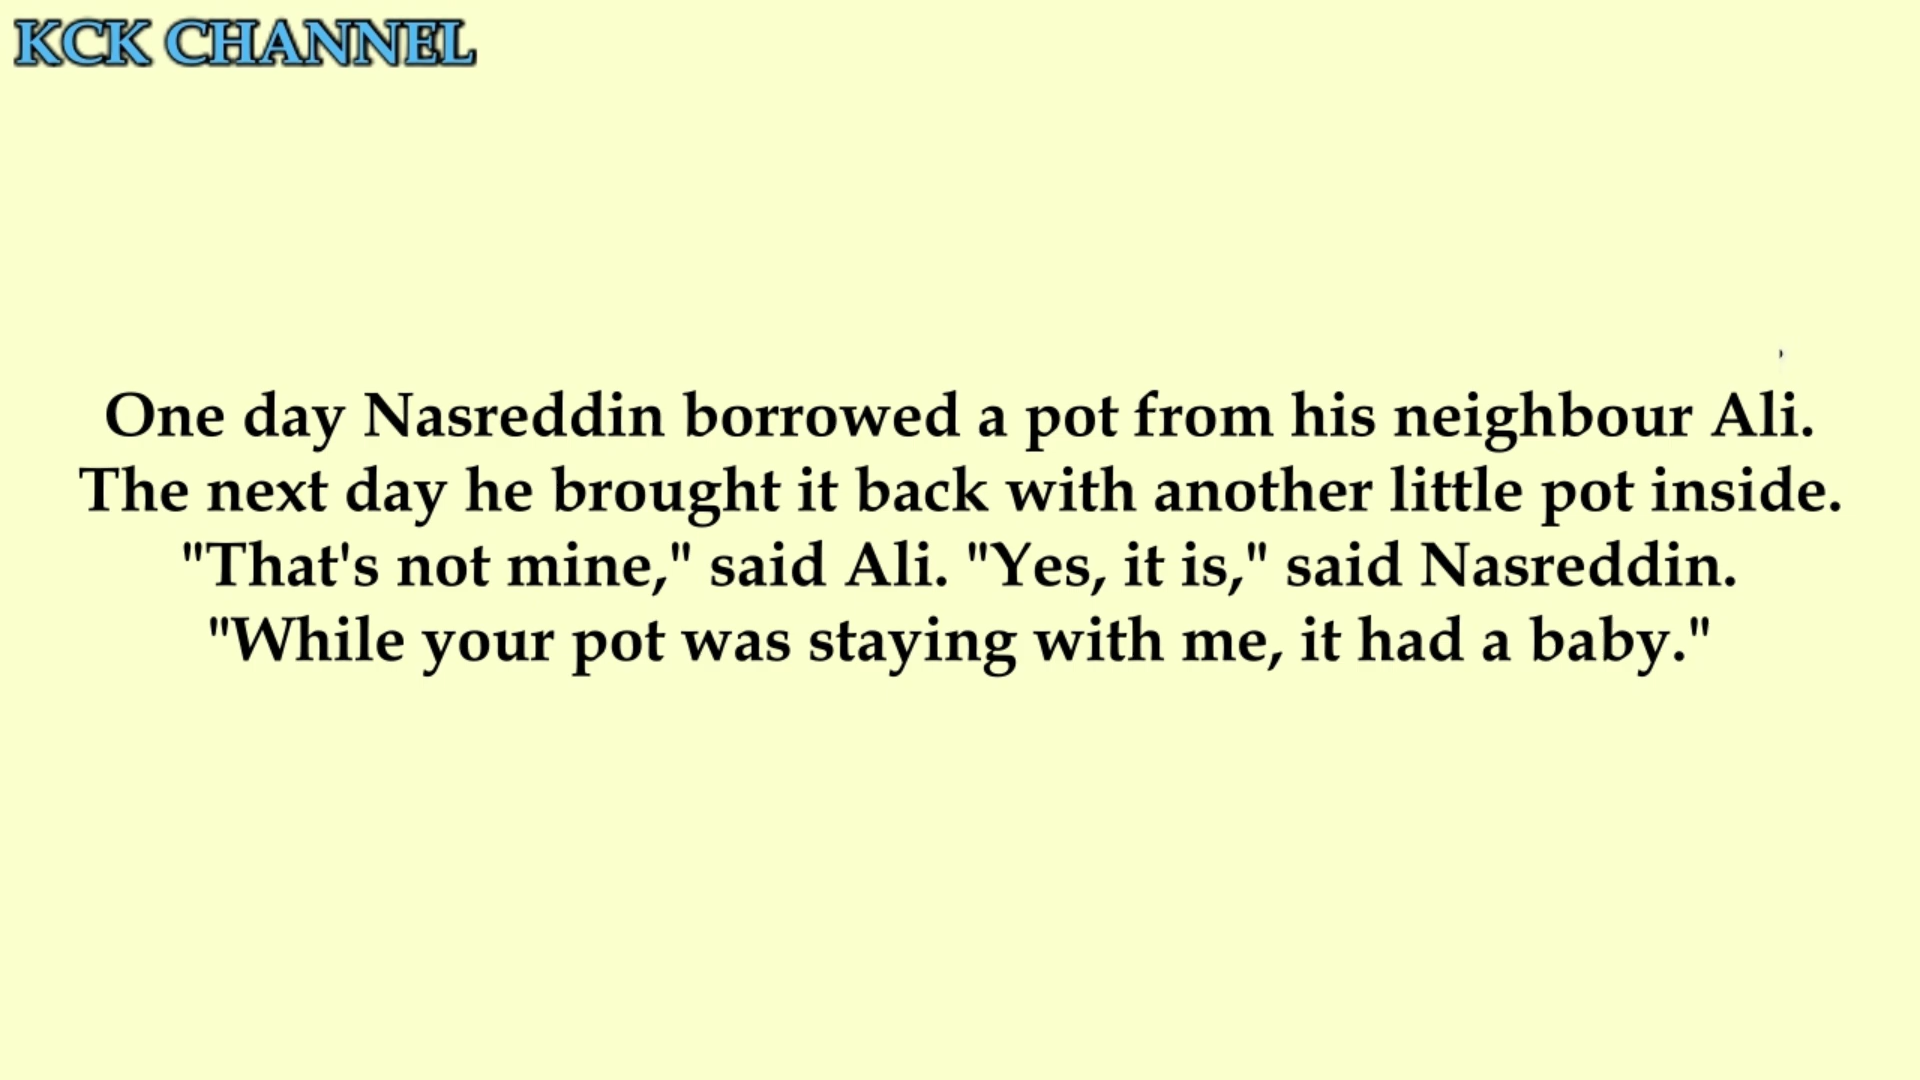 KCK CHANNEL
One day Nasreddin borrowed a pot from his neighbour Ali.
The next day he brought it back with another little pot inside.
"That's not mine," said Ali. "Yes, it is," said Nasreddin.
"While your pot was staying with me, it had a baby."